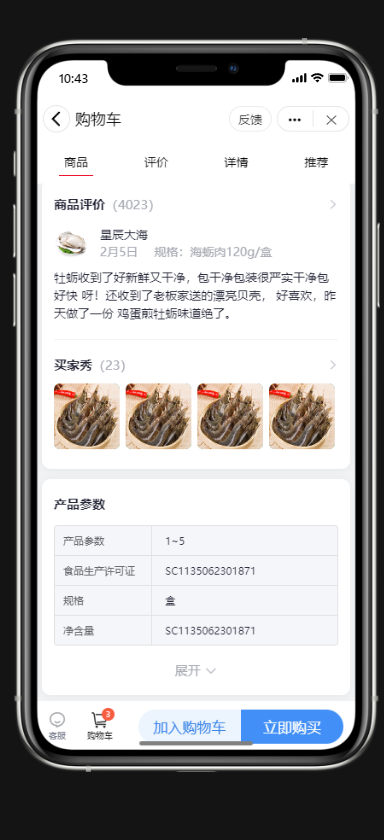 10:43
购物车
反馈
商品
评价
详情
推荐
商品评价 (4023)
星辰大海
2月5日 规格：海蛎肉120g/盒
牡蛎收到了好新鲜又干净，包干净包装很严实干净包
好快 呀！还收到了老板家送的漂亮贝壳， 好喜欢，昨
天做了一份 鸡蛋煎牡蛎味道绝了。
买家秀 (23)
产品参数
产品参数 1~5
食品生产许可证 SC1135062301871
规格 盒
净含量 SC1135062301871
展开
客服
购物车
3
加入购物车
立即购买